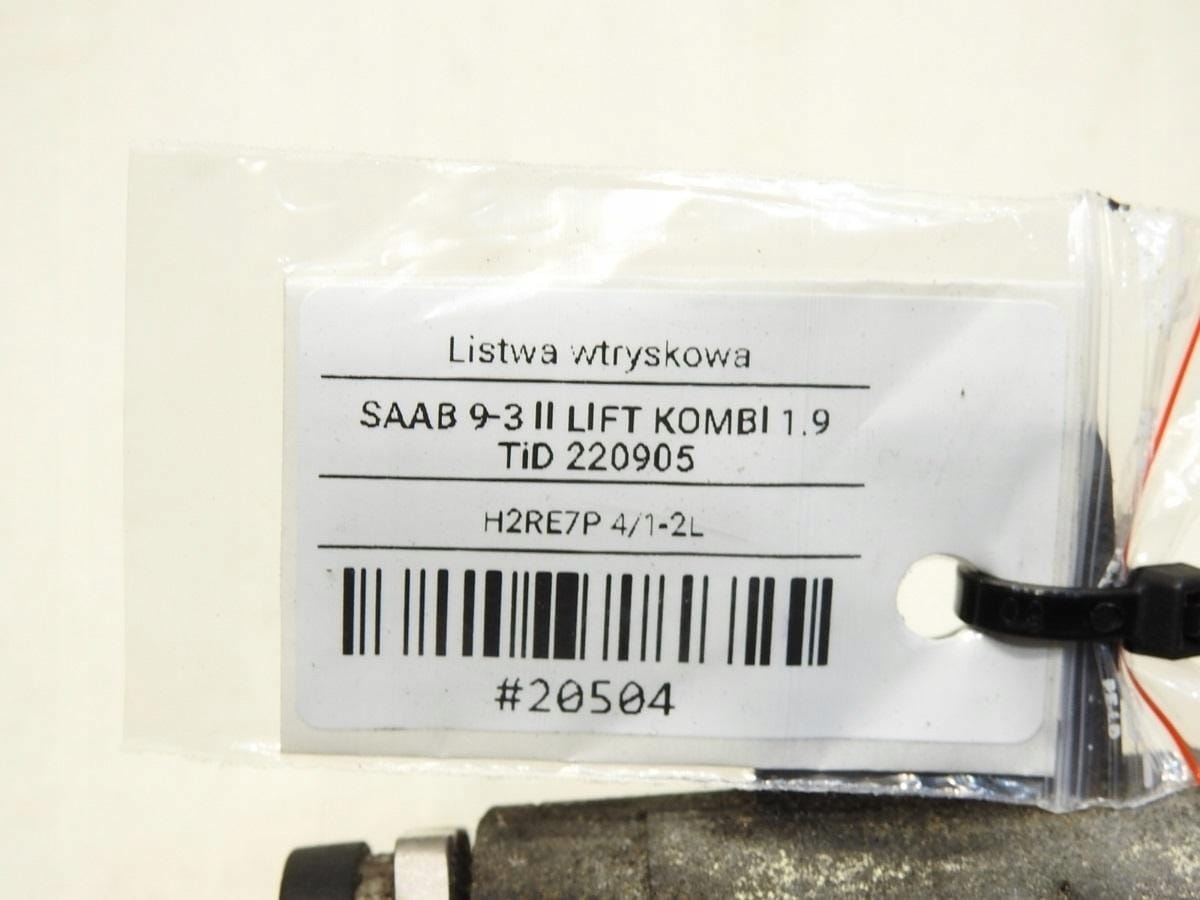 Listwa wtryskowa
SAAB 9-3 II LIFT KOMBI 1.9
TiD 220905
H2RE7P 4/1-2L
#20504